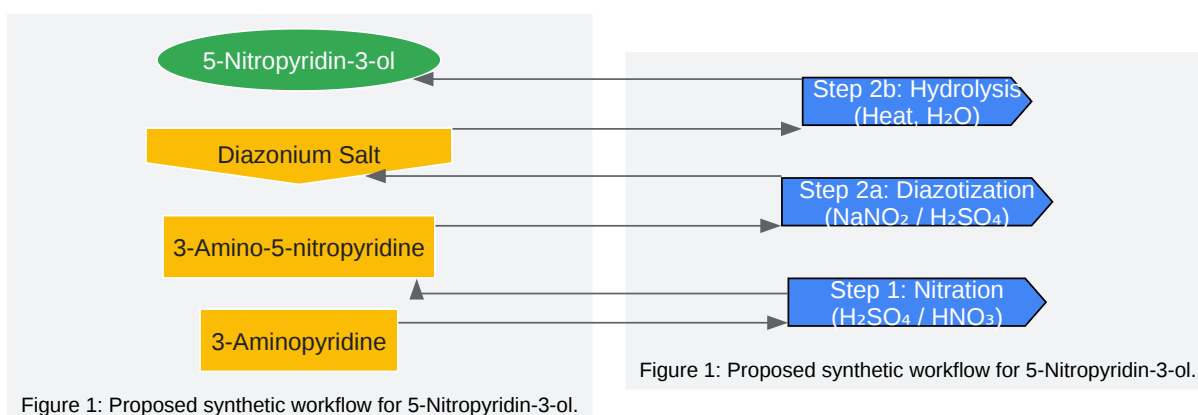 5-Nitropyridin-3-ol
Diazonium Salt
3-Amino-5-nitropyridine
3-Aminopyridine
Figure 1: Proposed synthetic workflow for 5-Nitropyridin-3-ol.
Step 2b: Hydrolysis
(Heat, H₂O)
Step 2a: Diazotization
(NaNO₂ / H₂SO₄)
Step 1: Nitration
(H₂SO₄ / HNO₃)
Figure 1: Proposed synthetic workflow for 5-Nitropyridin-3-ol.